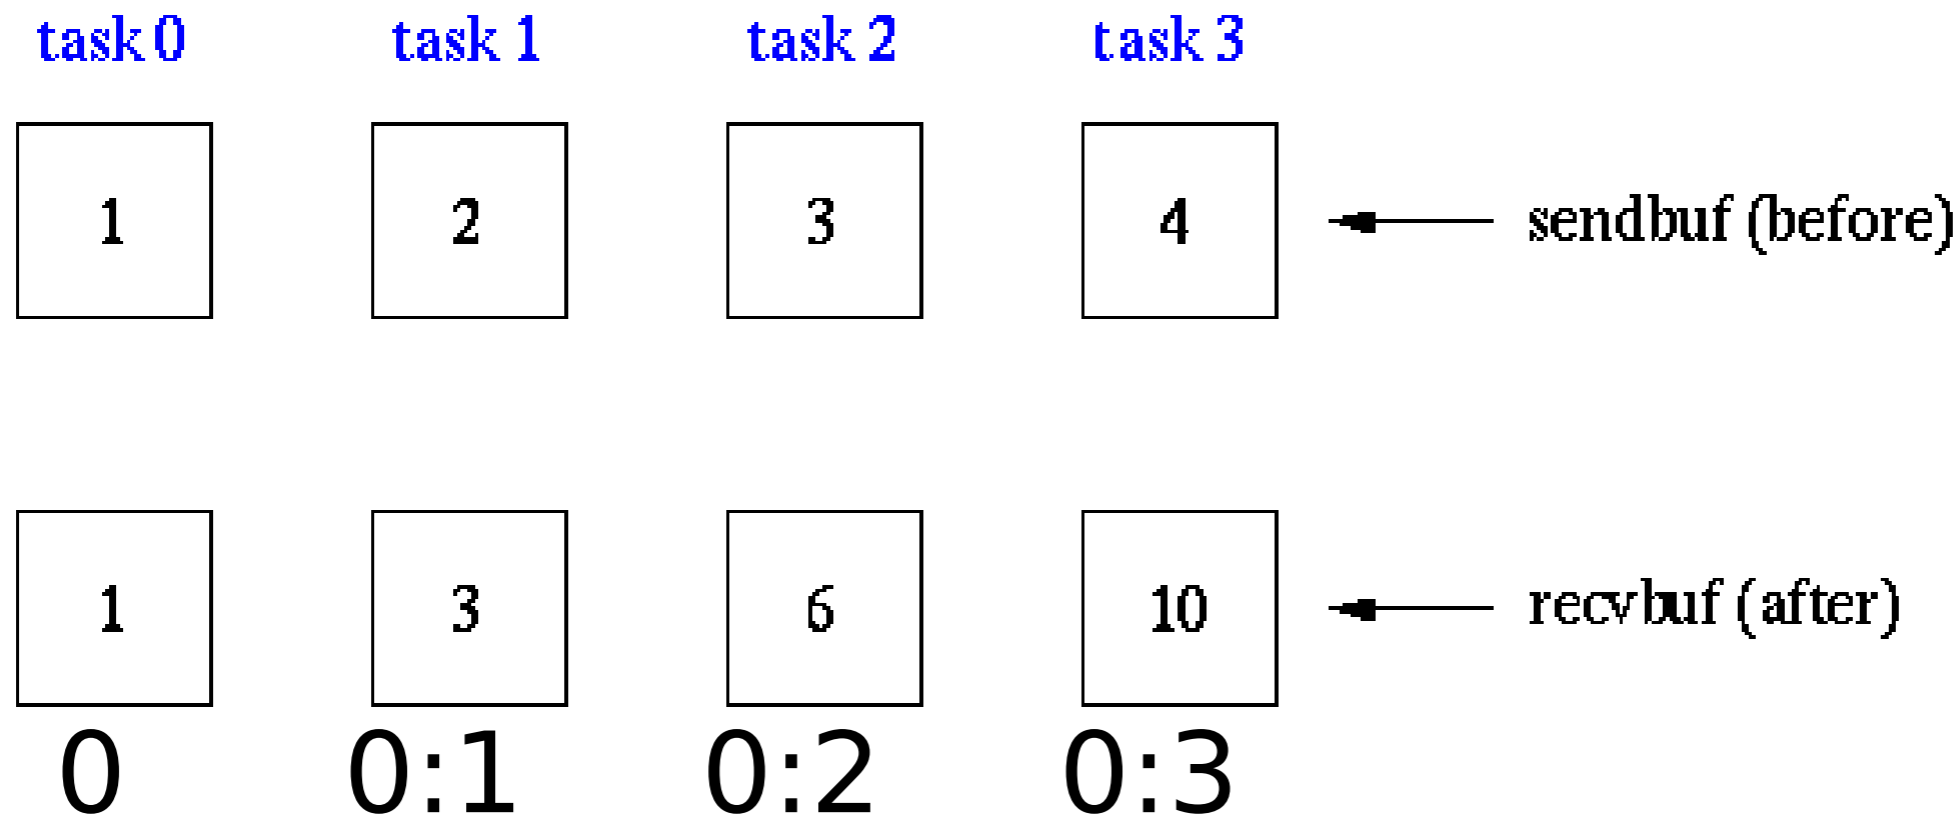 task 0 task 1 task 2 task 3
1 2 3 4 sendbuf (before)
1 3 6 10 recvbuf (after)
0 0:1 0:2 0:3